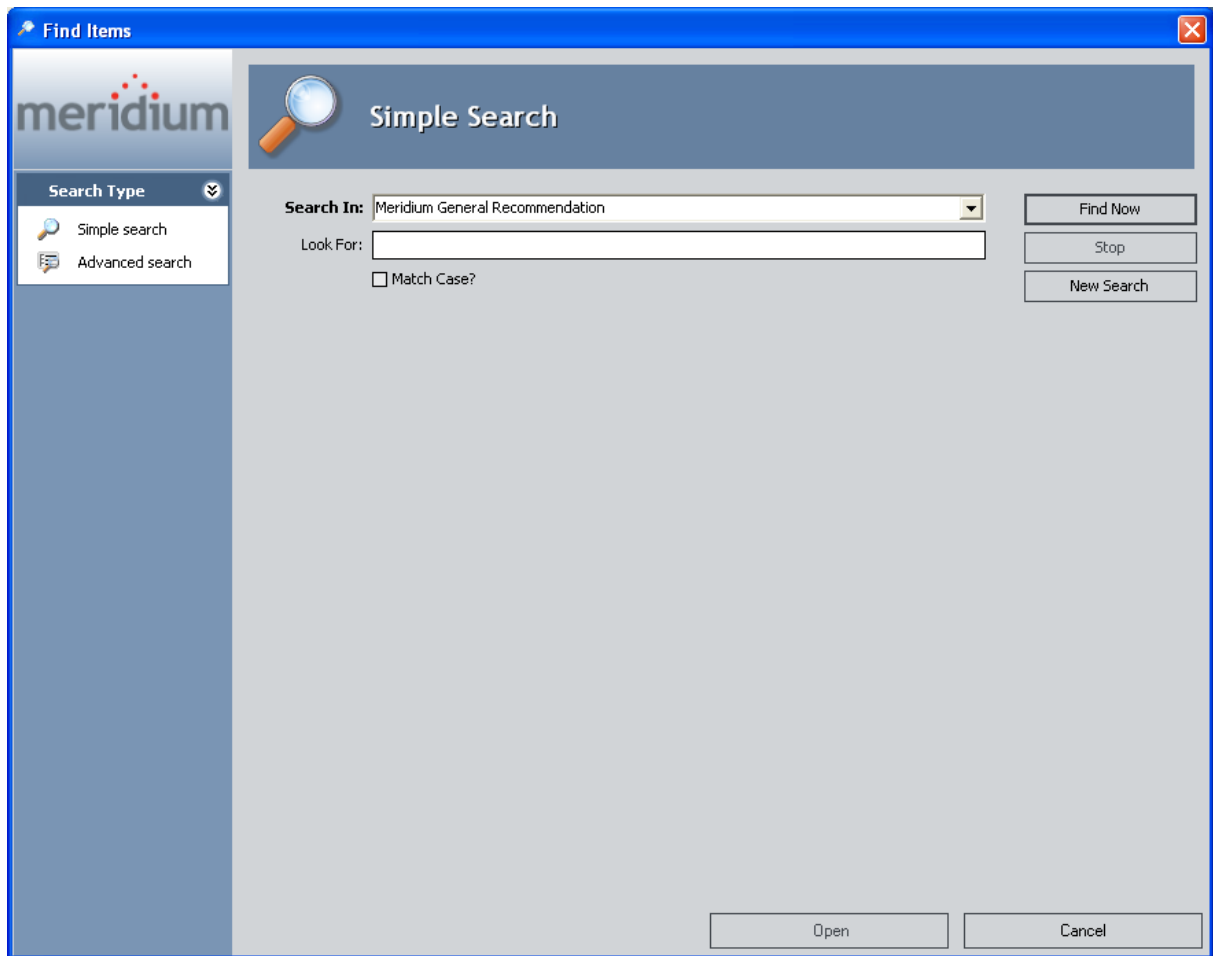 Find Items
meridium
Simple Search
Search Type
Simple search
Advanced search
Search In: Meridium General Recommendation
Find Now
Look For:
Stop
Match Case?
New Search
Open
Cancel